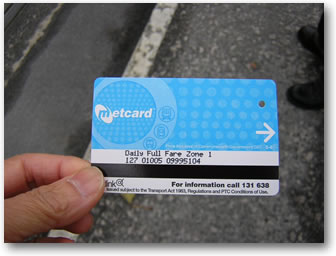 metcard
Daily Full Fare Zone 1
127 01005 09995104
For information call 131 638
issued subject to the Transport Act 1983, Regulations and PTC Conditions of Use.